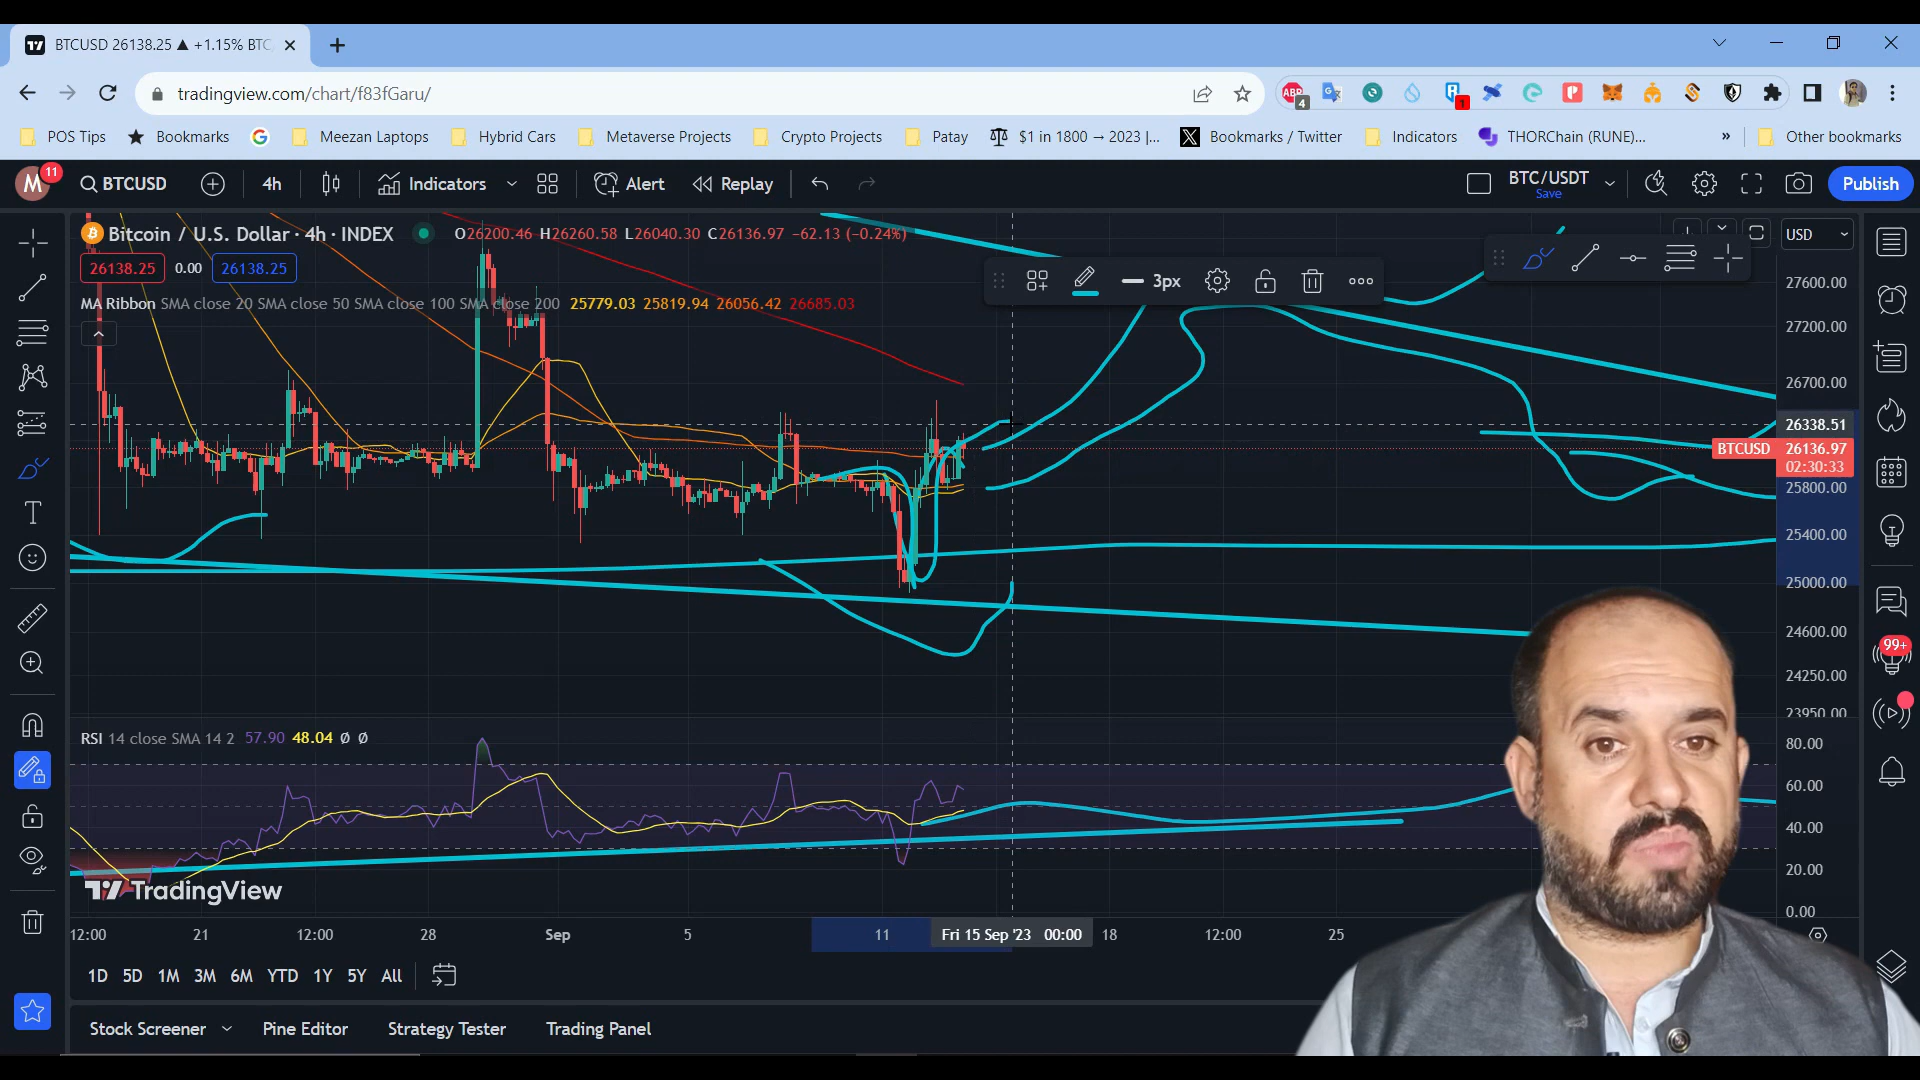 BTCUSD 26138.25 ▲ +1.15% BTC
tradingview.com/chart/f83fGaru/
ABP 4
1
POS Tips
Bookmarks
Meezan Laptops
Hybrid Cars
Metaverse Projects
Crypto Projects
Patay
$1 in 1800 → 2023 |...
Bookmarks / Twitter
Indicators
THORChain (RUNE)...
»
Other bookmarks
M 11
BTCUSD
4h
Indicators
Alert
Replay
BTC/USDT
Save
Publish
Bitcoin / U.S. Dollar · 4h · INDEX
O26200.46 H26260.58 L26040.30 C26136.97 −62.13 (−0.24%)
USD
26138.25 0.00 26138.25
3px
MA Ribbon SMA close 20 SMA close 50 SMA close 100 SMA close 200 25779.03 25819.94 26056.42 26685.03
27600.00
27200.00
26700.00
26338.51
BTCUSD 26136.97
02:30:33
25800.00
25400.00
25000.00
24600.00
24250.00
23950.00
99+
RSI 14 close SMA 14 2 57.90 48.04 Ø Ø
80.00
60.00
40.00
20.00
0.00
TradingView
12:00 21 12:00 28 Sep 5 11 Fri 15 Sep '23 00:00 18 12:00 25
1D 5D 1M 3M 6M YTD 1Y 5Y All
Stock Screener
Pine Editor
Strategy Tester
Trading Panel